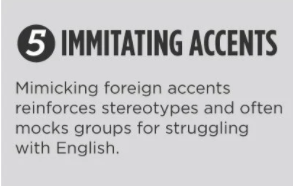 5 IMMITATING ACCENTS
Mimicking foreign accents
reinforces stereotypes and often
mocks groups for struggling
with English.